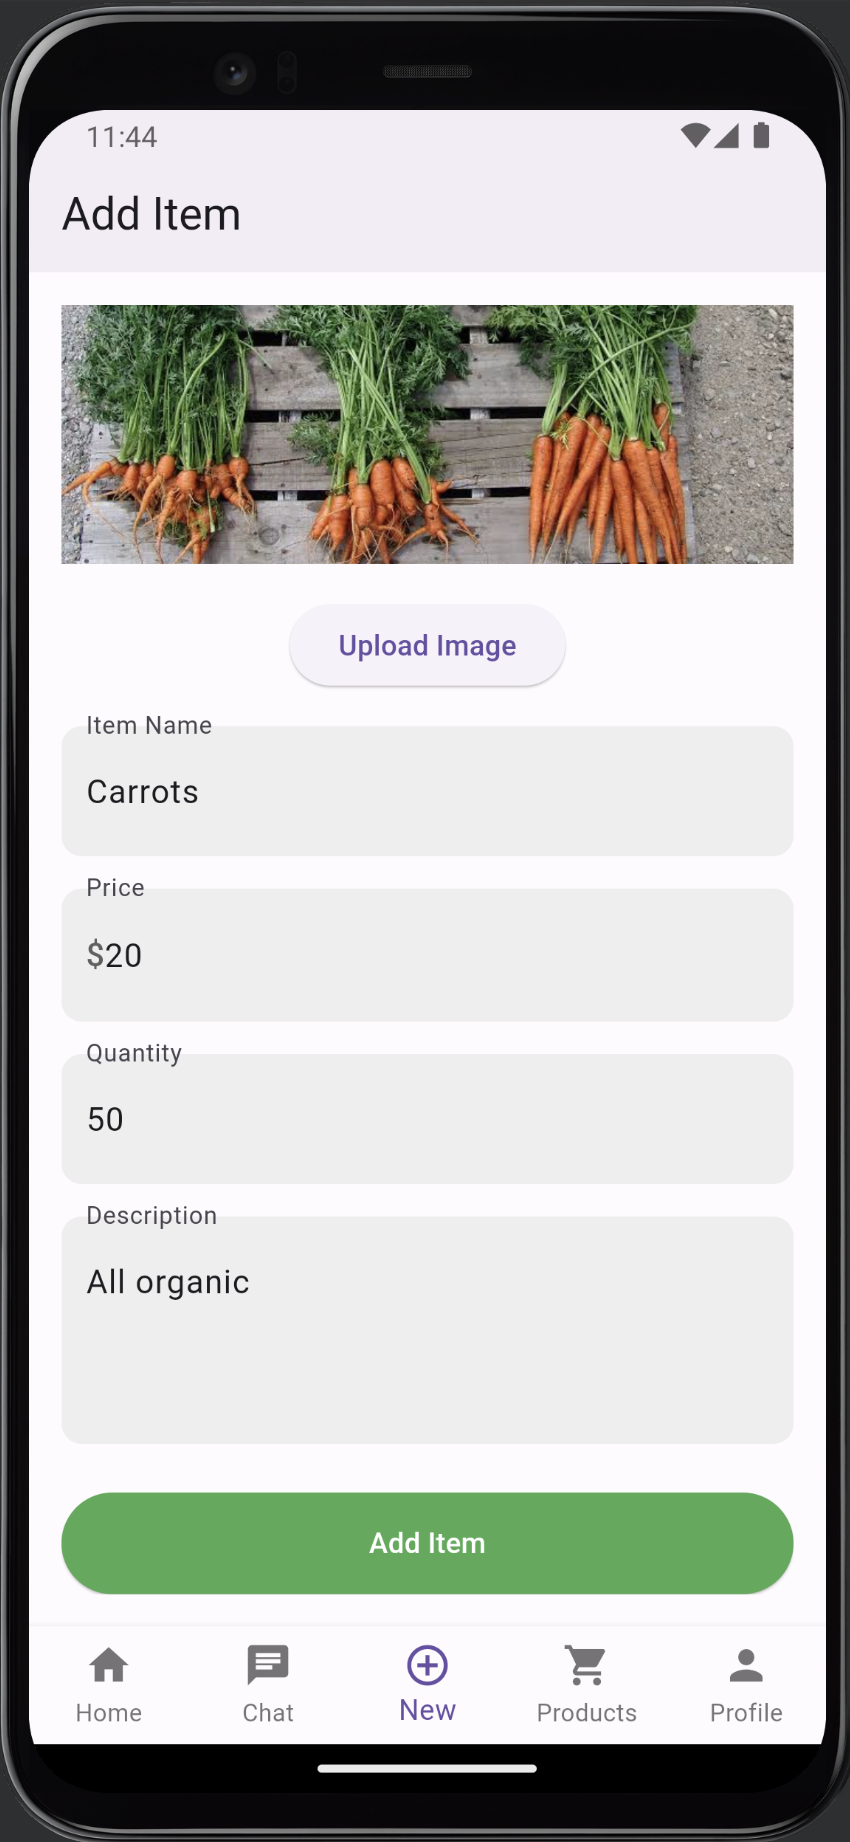 11:44
Add Item
Upload Image
Item Name
Carrots
Price
$20
Quantity
50
Description
All organic
Add Item
Home
Chat
New
Products
Profile